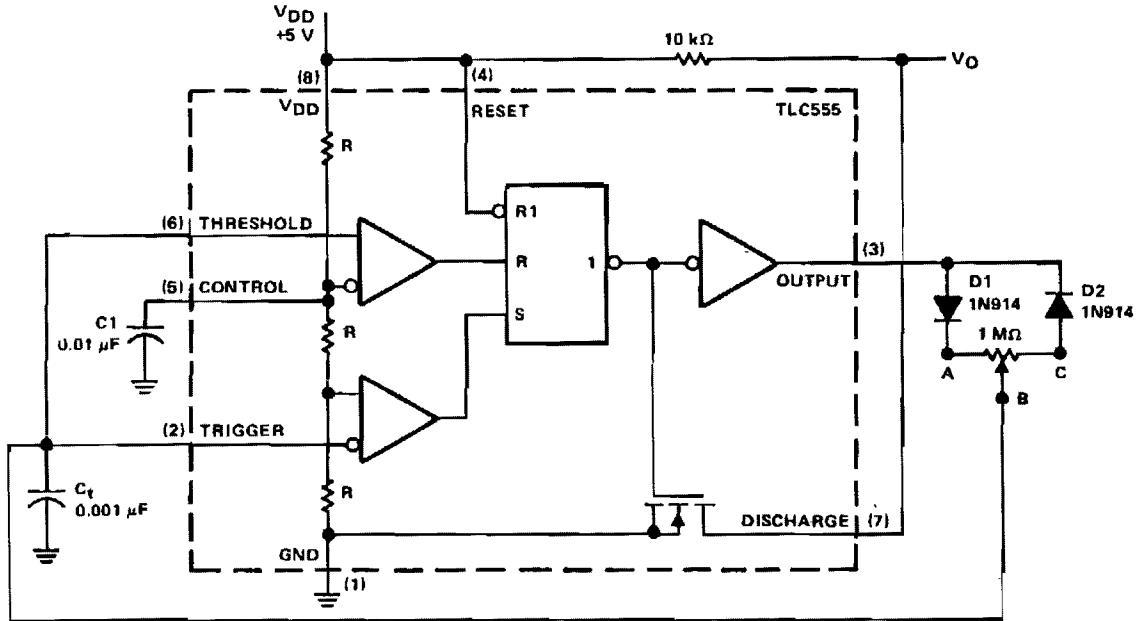 VDD
+5 V
10 kΩ
VO
(8)
(4)
VDD
RESET
TLC555
R
R1
(6) THRESHOLD
R
1
(3)
(5) CONTROL
OUTPUT
D1
1N914
D2
1N914
C1
0.01 μF
R
S
1 MΩ
A
C
B
(2) TRIGGER
Ct
0.001 μF
R
DISCHARGE (7)
GND
(1)